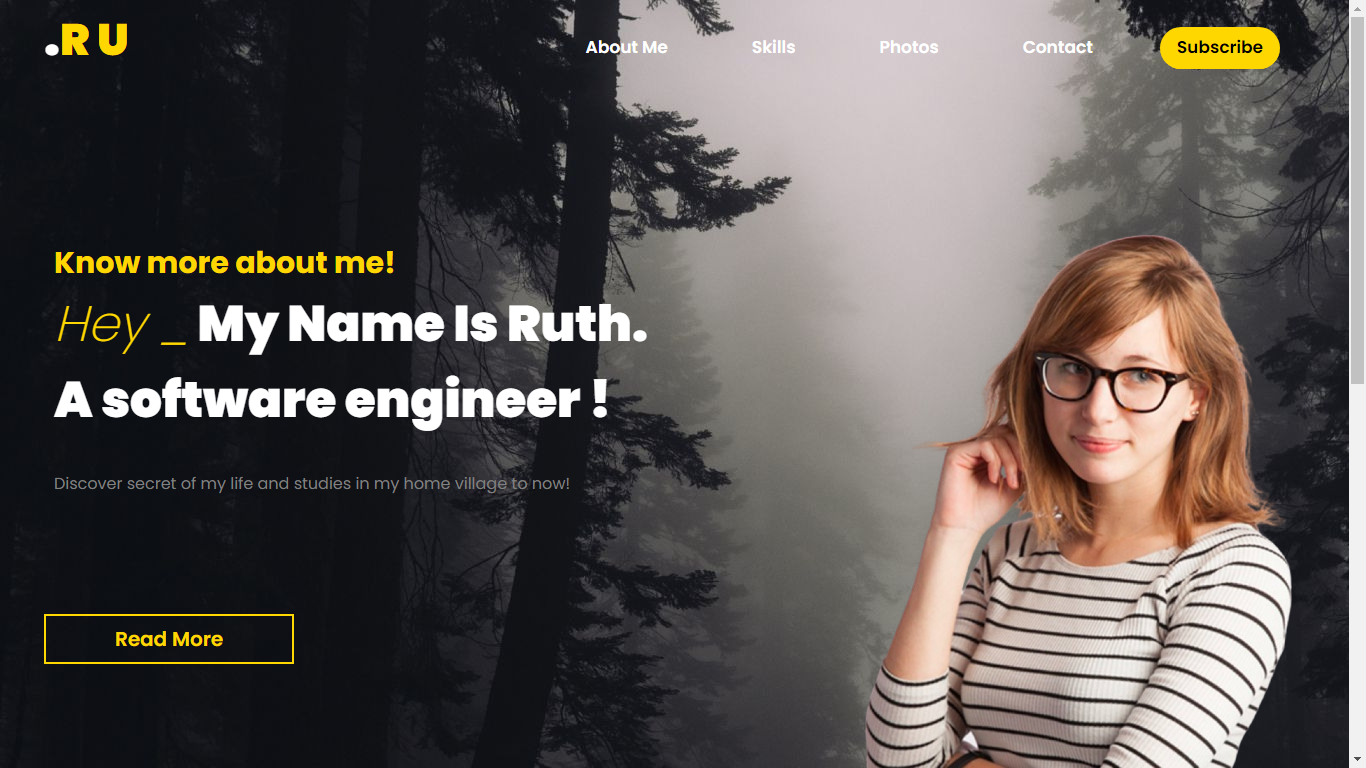 .RU
About Me
Skills
Photos
Contact
Subscribe
Know more about me!
Hey _ My Name Is Ruth.
A software engineer !
Discover secret of my life and studies in my home village to now!
Read More